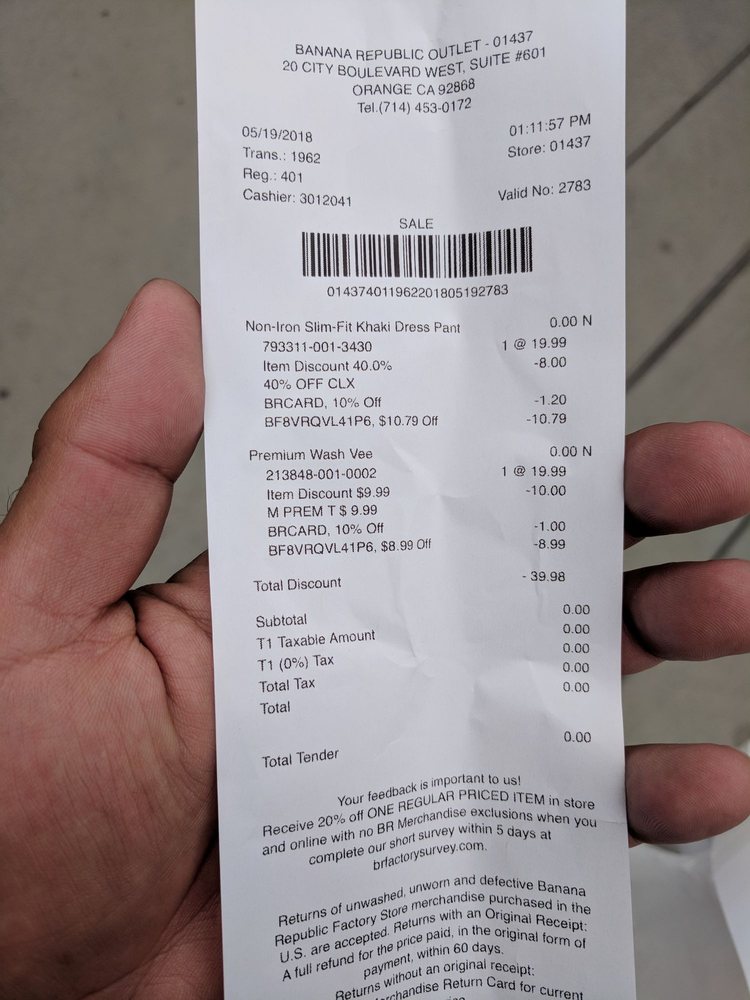 BANANA REPUBLIC OUTLET - 01437
20 CITY BOULEVARD WEST, SUITE #601
ORANGE CA 92868
Tel.(714) 453-0172
05/19/2018 01:11:57 PM
Trans.: 1962 Store: 01437
Reg.: 401
Cashier: 3012041 Valid No: 2783
SALE
014374011962201805192783
Non-Iron Slim-Fit Khaki Dress Pant 0.00 N
793311-001-3430 1 @ 19.99
Item Discount 40.0% -8.00
40% OFF CLX
BRCARD, 10% Off -1.20
BF8VRQVL41P6, $10.79 Off -10.79
Premium Wash Vee 0.00 N
213848-001-0002 1 @ 19.99
Item Discount $9.99 -10.00
M PREM T $ 9.99
BRCARD, 10% Off -1.00
BF8VRQVL41P6, $8.99 Off -8.99
Total Discount - 39.98
Subtotal 0.00
T1 Taxable Amount 0.00
T1 (0%) Tax 0.00
Total Tax 0.00
Total 0.00
Total Tender 0.00
Your feedback is important to us!
Receive 20% off ONE REGULAR PRICED ITEM in store
and online with no BR Merchandise exclusions when you
complete our short survey within 5 days at
brfactorysurvey.com.
Returns of unwashed, unworn and defective Banana
Republic Factory Store merchandise purchased in the
U.S. are accepted. Returns with an Original Receipt:
A full refund for the price paid, in the original form of
payment, within 60 days.
Returns without an original receipt:
Return Card for current